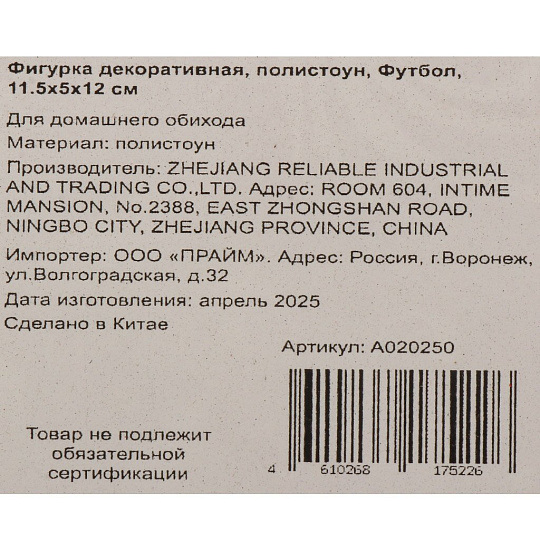 Фигурка декоративная, полистоун, Футбол,
11.5х5х12 см
Для домашнего обихода
Материал: полистоун
Производитель: ZHEJIANG RELIABLE INDUSTRIAL
AND TRADING CO.,LTD. Адрес: ROOM 604, INTIME
MANSION, No.2388, EAST ZHONGSHAN ROAD,
NINGBO CITY, ZHEJIANG PROVINCE, CHINA
Импортер: ООО «ПРАЙМ». Адрес: Россия, г.Воронеж,
ул.Волгоградская, д.32
Дата изготовления: апрель 2025
Сделано в Китае
Артикул: А020250
Товар не подлежит
обязательной
сертификации
4 610268 175226